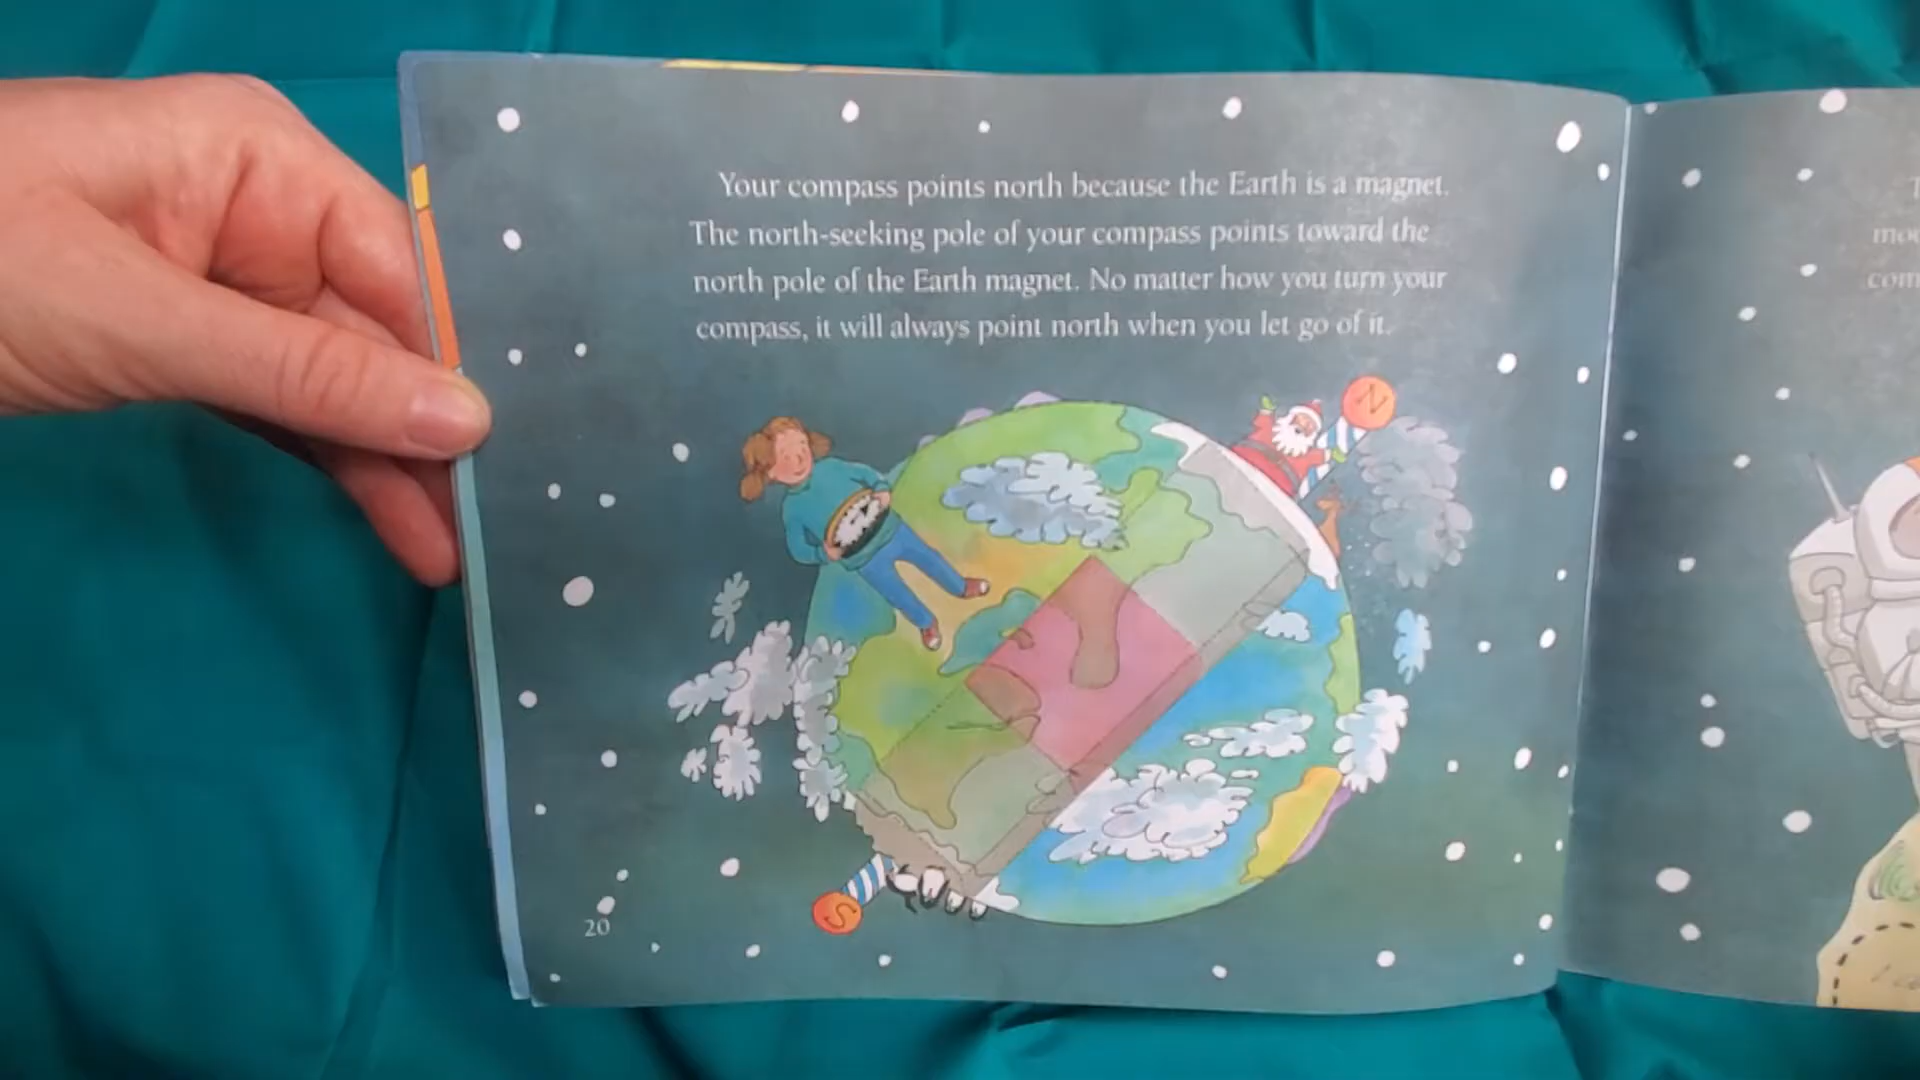 Your compass points north because the Earth is a magnet.
The north-seeking pole of your compass points toward the
north pole of the Earth magnet. No matter how you turn your
compass, it will always point north when you let go of it.
N
S
20